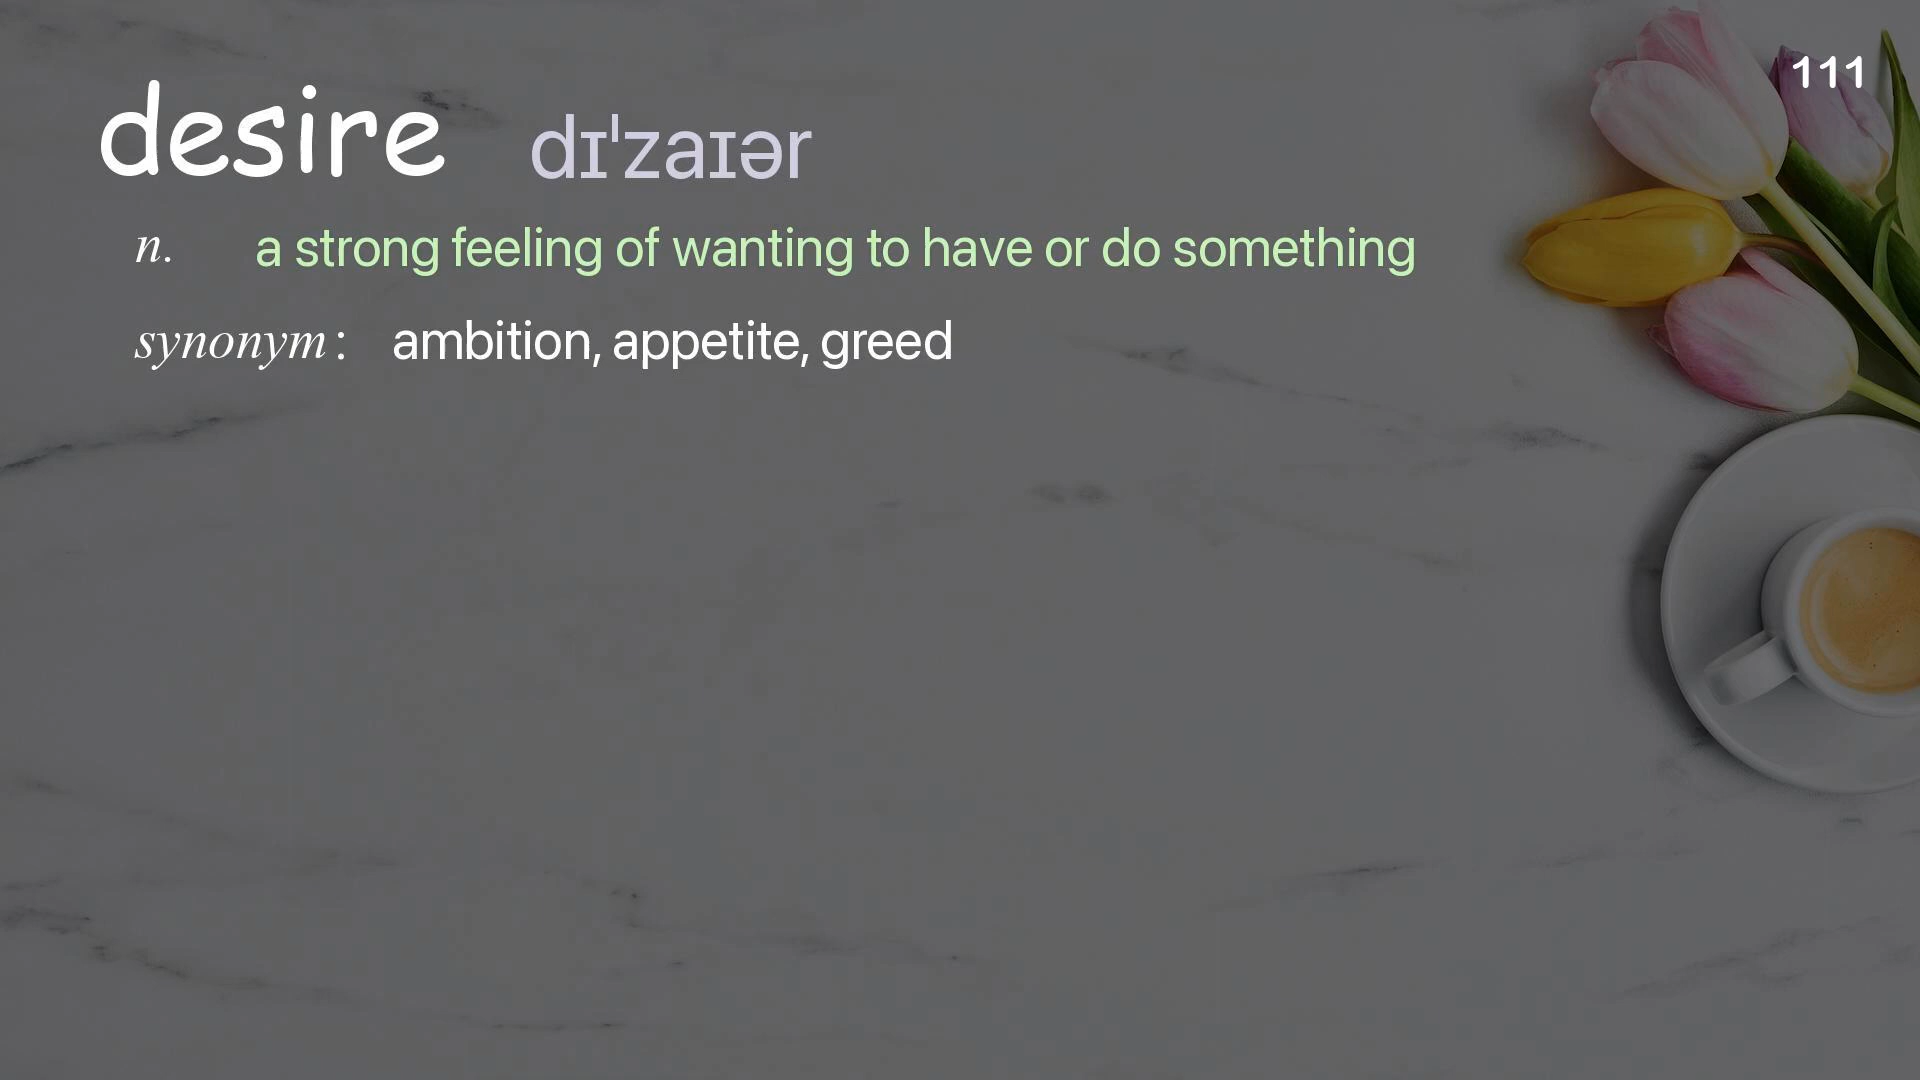 111
desire dɪˈzaɪər
n. a strong feeling of wanting to have or do something
synonym: ambition, appetite, greed